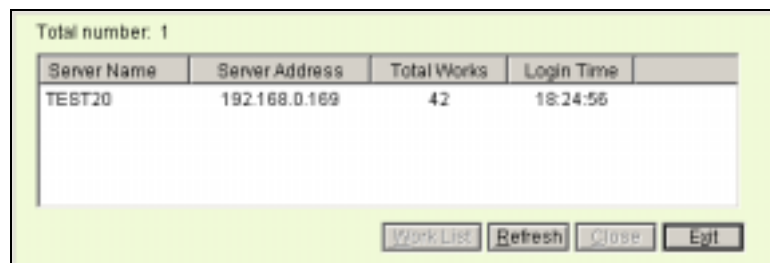 Total number: 1
Server Name Server Address Total Works Login Time
TEST20 192.168.0.169 42 18:24:56
Work List Refresh Close Exit